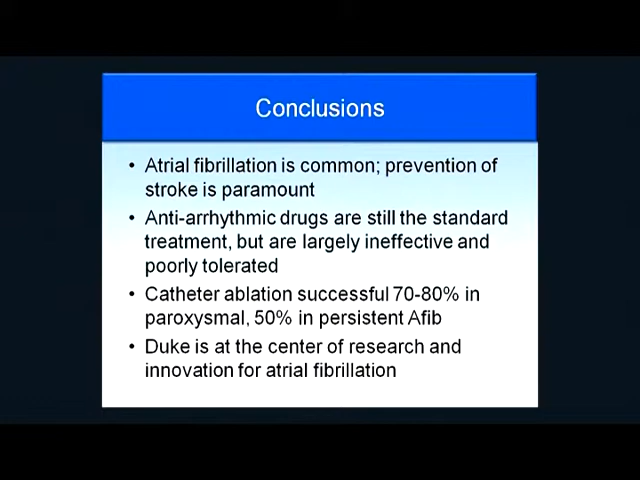 Conclusions
• Atrial fibrillation is common; prevention of
stroke is paramount
• Anti-arrhythmic drugs are still the standard
treatment, but are largely ineffective and
poorly tolerated
• Catheter ablation successful 70-80% in
paroxysmal, 50% in persistent Afib
• Duke is at the center of research and
innovation for atrial fibrillation